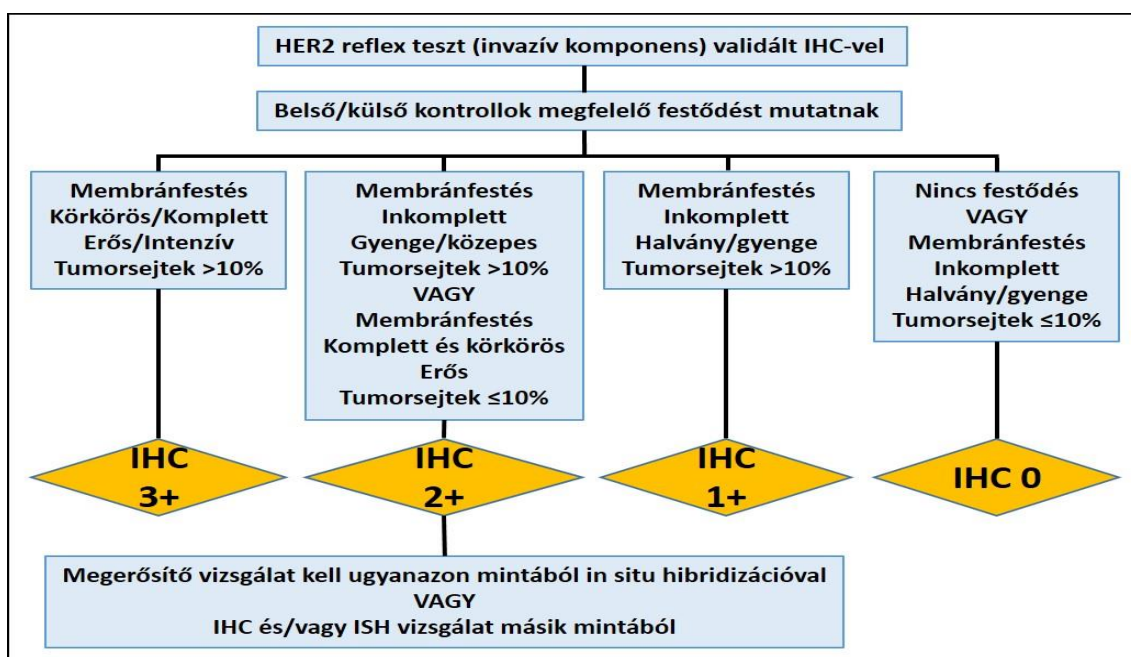 HER2 reflex teszt (invazív komponens) validált IHC-vel
Belső/külső kontrollok megfelelő festődést mutatnak
Membránfestés
Körkörös/Komplett
Erős/Intenzív
Tumorsejtek >10%
Membránfestés
Inkomplett
Gyenge/közepes
Tumorsejtek >10%
VAGY
Membránfestés
Komplett és körkörös
Erős
Tumorsejtek ≤10%
Membránfestés
Inkomplett
Halvány/gyenge
Tumorsejtek >10%
Nincs festődés
VAGY
Membránfestés
Inkomplett
Halvány/gyenge
Tumorsejtek ≤10%
IHC
3+
IHC
2+
IHC
1+
IHC 0
Megerősítő vizsgálat kell ugyanazon mintából in situ hibridizációval
VAGY
IHC és/vagy ISH vizsgálat másik mintából